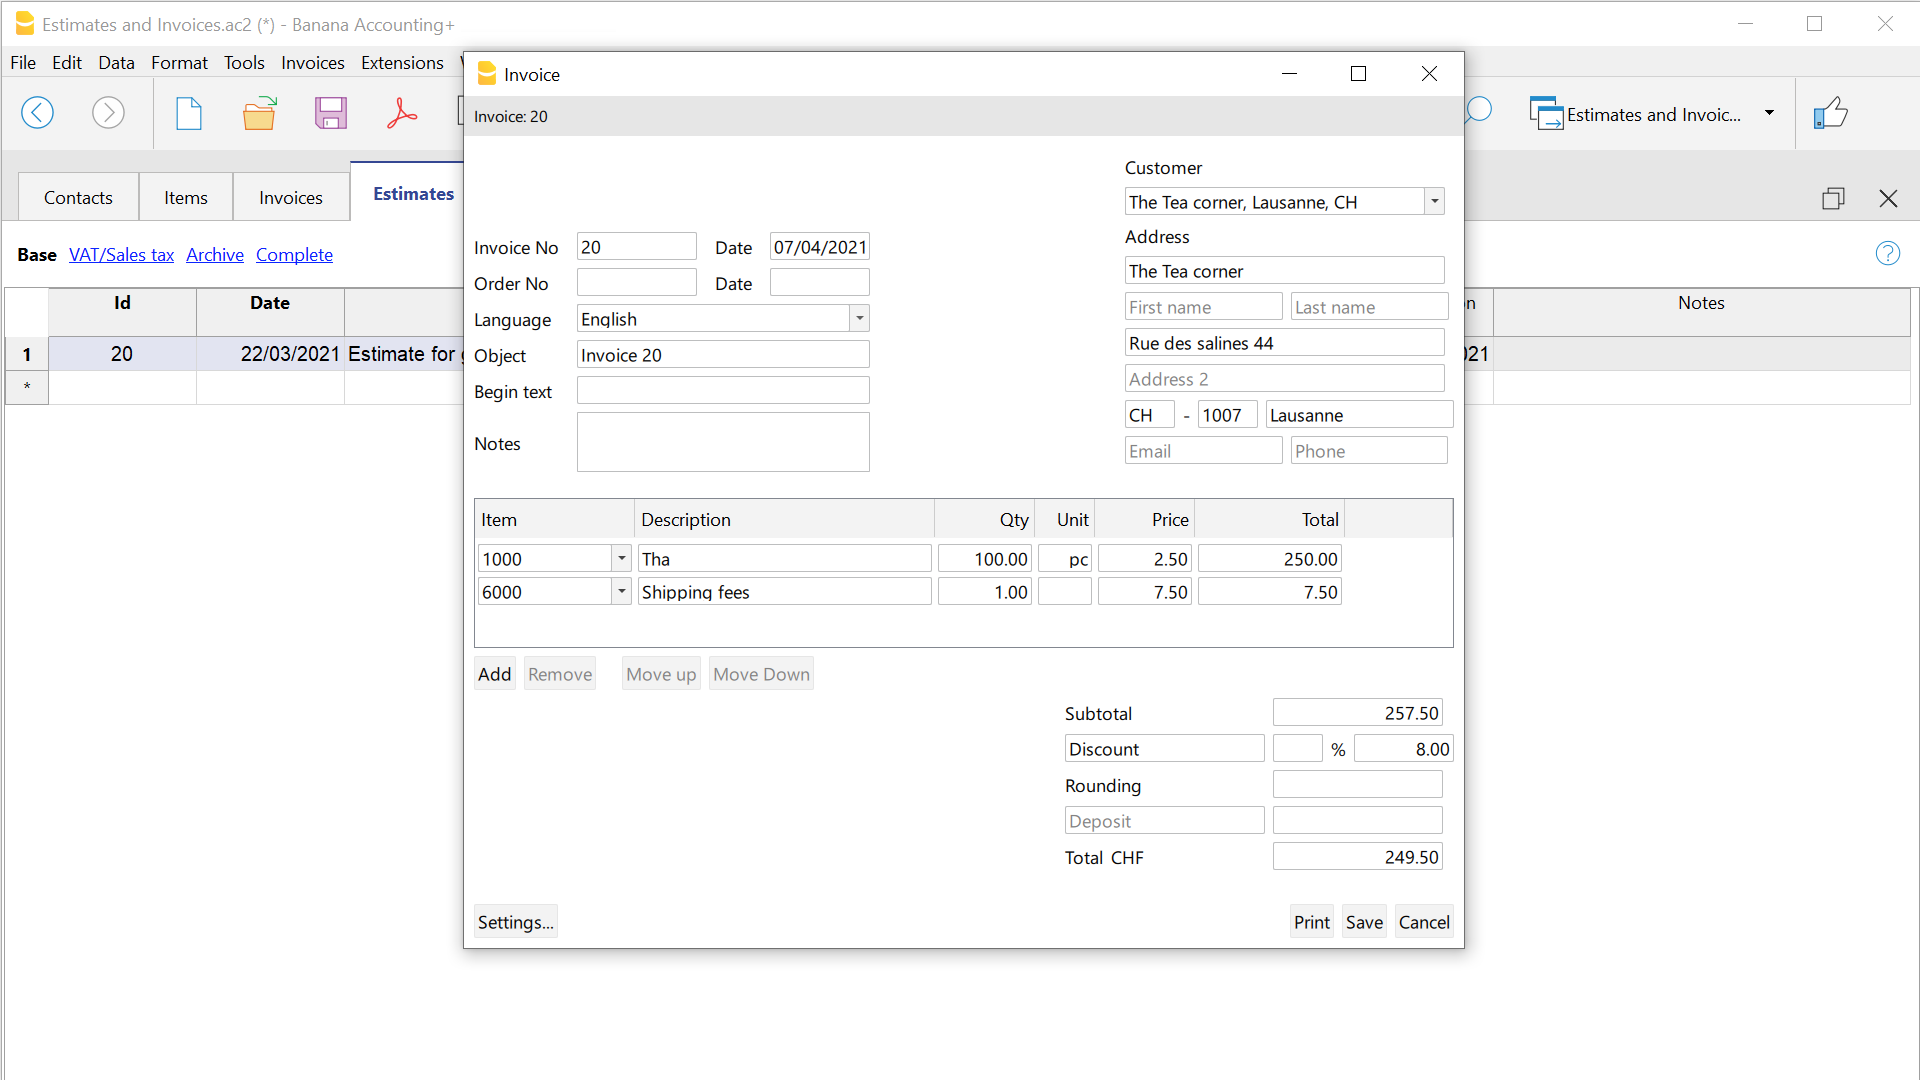 Estimates and Invoices.ac2 (*) - Banana Accounting+
File Edit Data Format Tools Invoices Extensions
Invoice
Invoice: 20
Estimates and Invoic...
Contacts Items Invoices Estimates
Base VAT/Sales tax Archive Complete
Id Date Notes
1 20 22/03/2021 Estimate for
*
Customer
The Tea corner, Lausanne, CH
Address
The Tea corner
First name Last name
Rue des salines 44
Address 2
CH - 1007 Lausanne
Email Phone
Invoice No 20 Date 07/04/2021
Order No Date
Language English
Object Invoice 20
Begin text
Notes
Item Description Qty Unit Price Total
1000 Tha 100.00 pc 2.50 250.00
6000 Shipping fees 1.00 7.50 7.50
Add Remove Move up Move Down
Subtotal 257.50
Discount % 8.00
Rounding
Deposit
Total CHF 249.50
Settings... Print Save Cancel